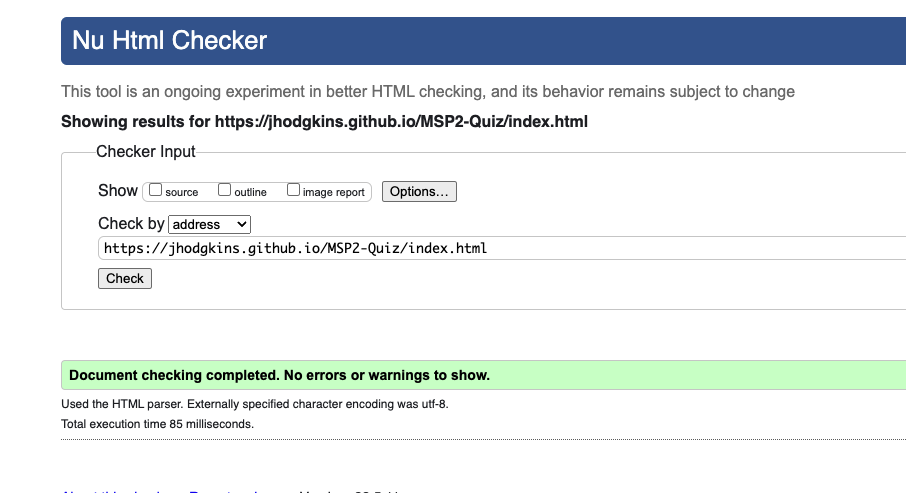 Nu Html Checker
This tool is an ongoing experiment in better HTML checking, and its behavior remains subject to change
Showing results for https://jhodgkins.github.io/MSP2-Quiz/index.html
Checker Input
Show source outline image report Options...
Check by address
https://jhodgkins.github.io/MSP2-Quiz/index.html
Check
Document checking completed. No errors or warnings to show.
Used the HTML parser. Externally specified character encoding was utf-8.
Total execution time 85 milliseconds.